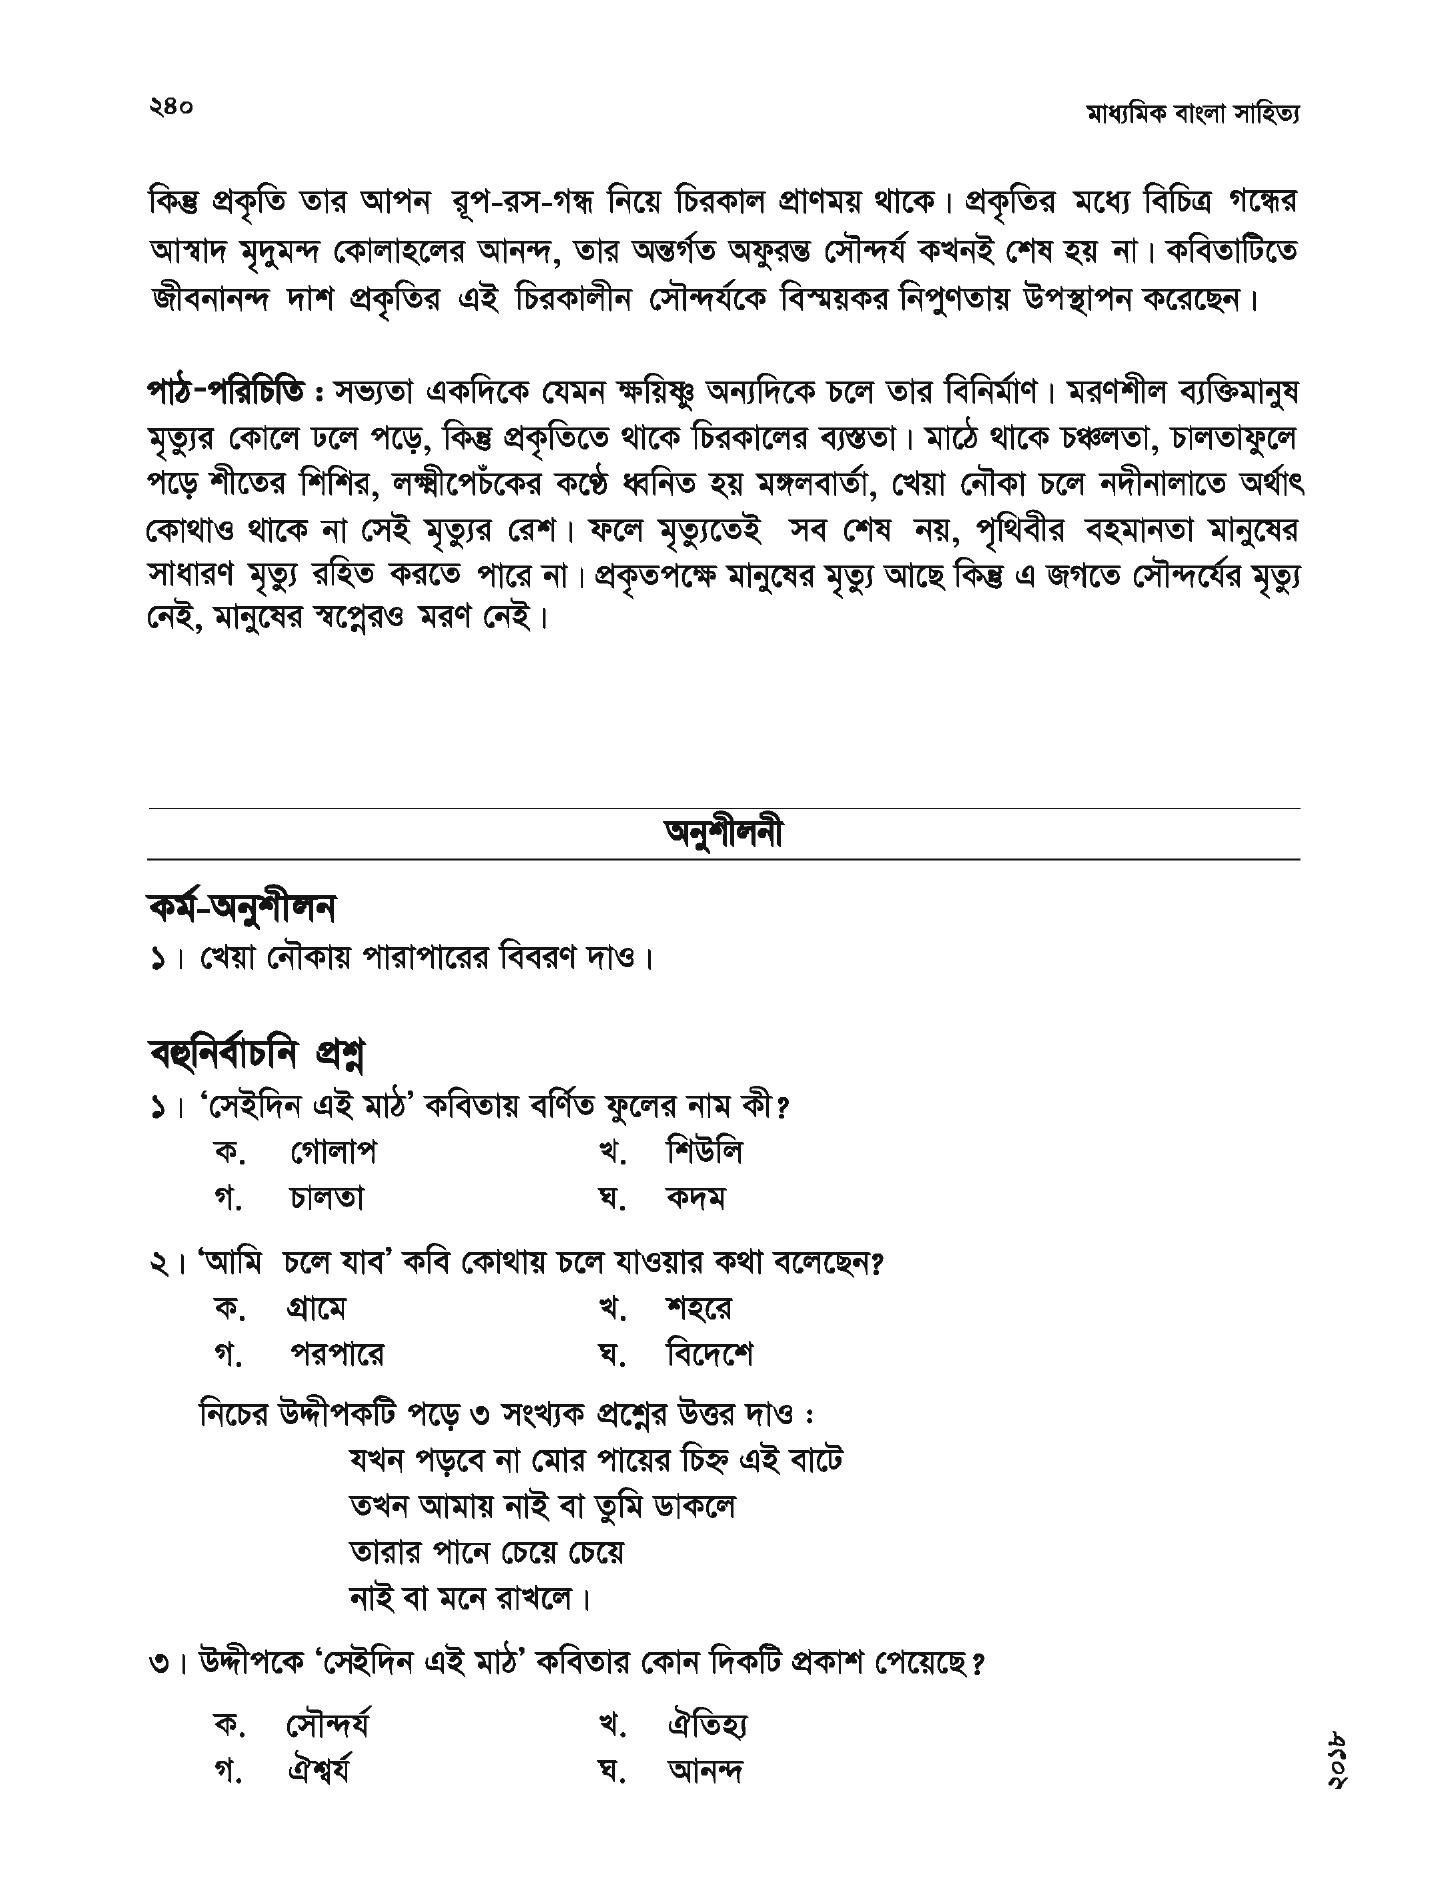 ২৪০
মাধ্যমিক বাংলা সাহিত্য
কিন্তু প্রকৃতি তার আপন রূপ-রস-গন্ধ নিয়ে চিরকাল প্রাণময় থাকে। প্রকৃতির মধ্যে বিচিত্র গন্ধের
আস্বাদ মৃদুমন্দ কোলাহলের আনন্দ, তার অন্তর্গত অফুরন্ত সৌন্দর্য কখনই শেষ হয় না। কবিতাটিতে
জীবনানন্দ দাশ প্রকৃতির এই চিরকালীন সৌন্দর্যকে বিস্ময়কর নিপুণতায় উপস্থাপন করেছেন।
পাঠ-পরিচিতি : সভ্যতা একদিকে যেমন ক্ষয়িষ্ণু অন্যদিকে চলে তার বিনির্মাণ। মরণশীল ব্যক্তিমানুষ
মৃত্যুর কোলে ঢলে পড়ে, কিন্তু প্রকৃতিতে থাকে চিরকালের ব্যস্ততা। মাঠে থাকে চঞ্চলতা, চালতাফুলে
পড়ে শীতের শিশির, লক্ষ্মীপেচঁকের কণ্ঠে ধ্বনিত হয় মঙ্গলবার্তা, খেয়া নৌকা চলে নদীনালাতে অর্থাৎ
কোথাও থাকে না সেই মৃত্যুর রেশ। ফলে মৃত্যুতেই সব শেষ নয়, পৃথিবীর বহমানতা মানুষের
সাধারণ মৃত্যু রহিত করতে পারে না। প্রকৃতপক্ষে মানুষের মৃত্যু আছে কিন্তু এ জগতে সৌন্দর্যের মৃত্যু
নেই, মানুষের স্বপ্নেরও মরণ নেই।
অনুশীলনী
কর্ম-অনুশীলন
১। খেয়া নৌকায় পারাপারের বিবরণ দাও।
বহুনির্বাচনি প্রশ্ন
১। ‘সেইদিন এই মাঠ’ কবিতায় বর্ণিত ফুলের নাম কী?
ক. গোলাপ খ. শিউলি
গ. চালতা ঘ. কদম
২। ‘আমি চলে যাব’ কবি কোথায় চলে যাওয়ার কথা বলেছেন?
ক. গ্রামে খ. শহরে
গ. পরপারে ঘ. বিদেশে
নিচের উদ্দীপকটি পড়ে ৩ সংখ্যক প্রশ্নের উত্তর দাও :
যখন পড়বে না মোর পায়ের চিহ্ন এই বাটে
তখন আমায় নাই বা তুমি ডাকলে
তারার পানে চেয়ে চেয়ে
নাই বা মনে রাখলে।
৩। উদ্দীপকে ‘সেইদিন এই মাঠ’ কবিতার কোন দিকটি প্রকাশ পেয়েছে?
ক. সৌন্দর্য খ. ঐতিহ্য
গ. ঐশ্বর্য ঘ. আনন্দ
২০১৮